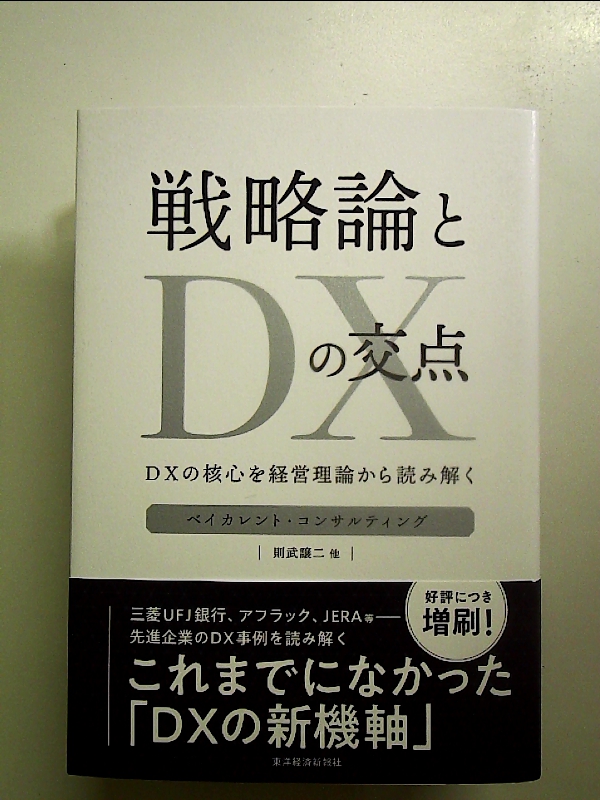 戦略論と
DX
の交点
DXの核心を経営理論から読み解く
ベイカレント・コンサルティング
則武譲二 他
好評につき
増刷!
三菱UFJ銀行、アフラック、JERA等――
先進企業のDX事例を読み解く
これまでになかった
「DXの新機軸」
東洋経済新報社